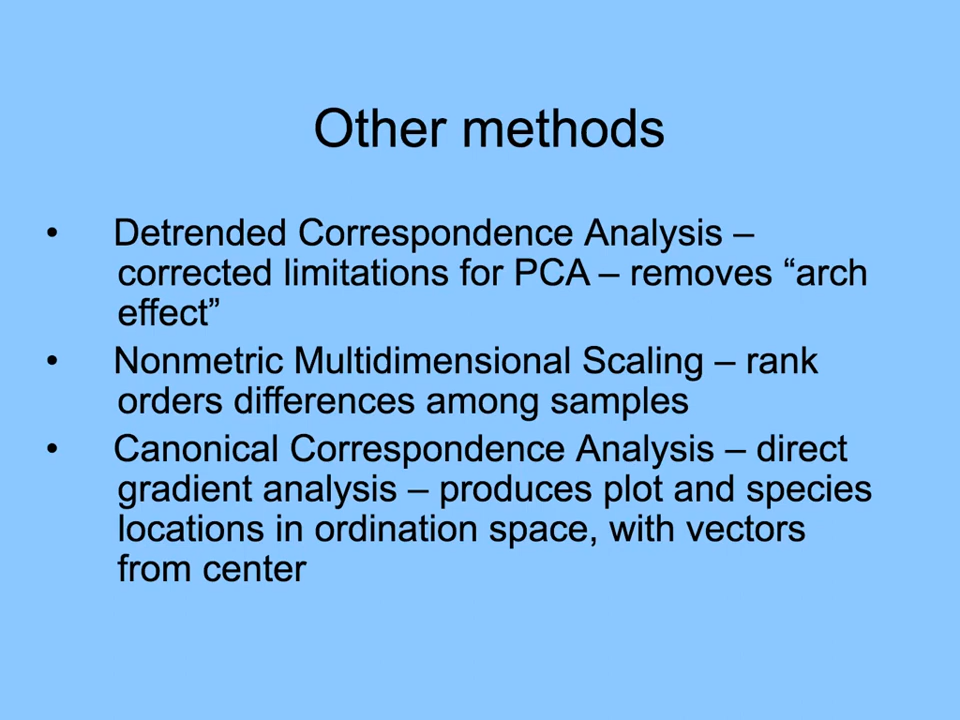 Other methods
• Detrended Correspondence Analysis –
corrected limitations for PCA – removes “arch
effect”
• Nonmetric Multidimensional Scaling – rank
orders differences among samples
• Canonical Correspondence Analysis – direct
gradient analysis – produces plot and species
locations in ordination space, with vectors
from center